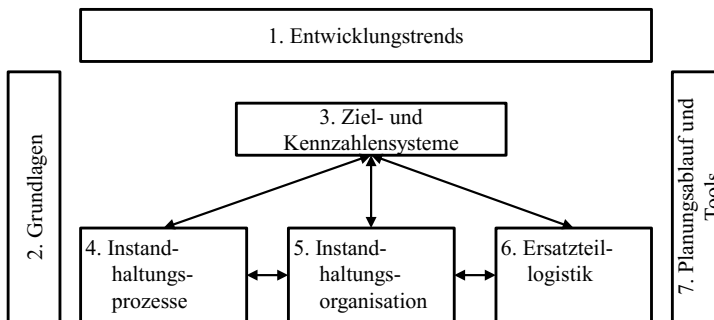 1. Entwicklungstrends
2. Grundlagen
3. Ziel- und
Kennzahlensysteme
4. Instand-
haltungs-
prozesse
5. Instand-
haltungs-
organisation
6. Ersatzteil-
logistik
7. Planungsablauf und
Tools